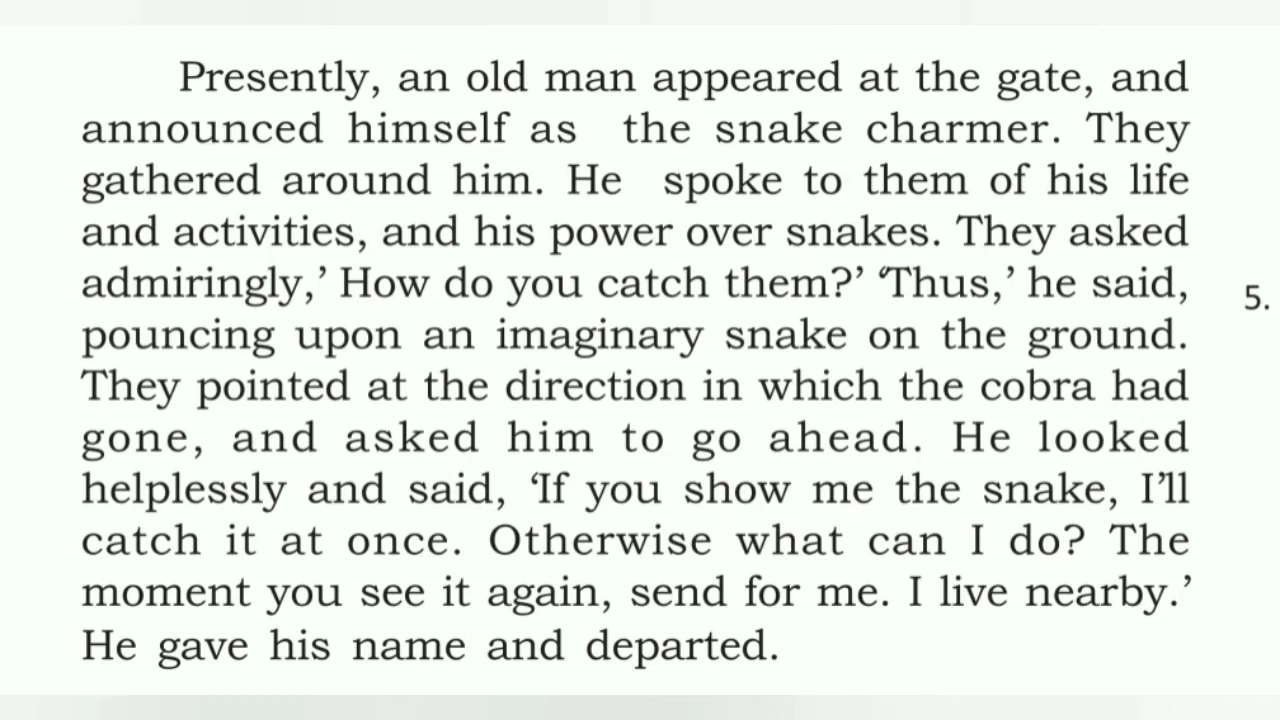 Presently, an old man appeared at the gate, and
announced himself as the snake charmer. They
gathered around him. He spoke to them of his life
and activities, and his power over snakes. They asked
admiringly,’ How do you catch them?’ ‘Thus,’ he said,
pouncing upon an imaginary snake on the ground.
They pointed at the direction in which the cobra had
gone, and asked him to go ahead. He looked
helplessly and said, ‘If you show me the snake, I’ll
catch it at once. Otherwise what can I do? The
moment you see it again, send for me. I live nearby.’
He gave his name and departed.
5.